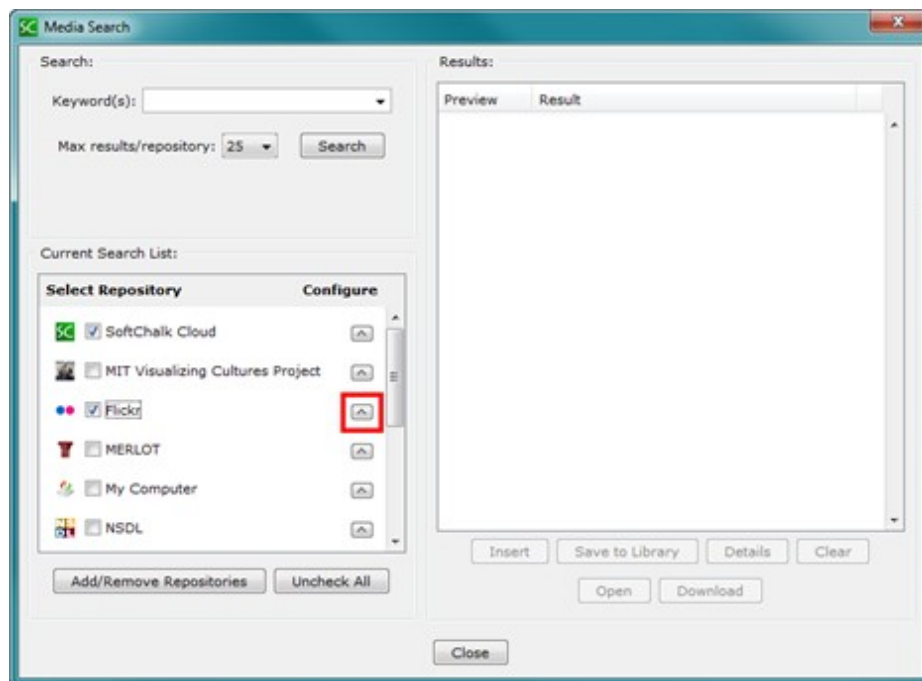 SC Media Search
Search:
Keyword(s):
Max results/repository: 25
Search
Current Search List:
Select Repository Configure
SC SoftChalk Cloud
MIT Visualizing Cultures Project
Flickr
MERLOT
My Computer
NSDL
Add/Remove Repositories Uncheck All
Results:
Preview Result
Insert Save to Library Details Clear
Open Download
Close